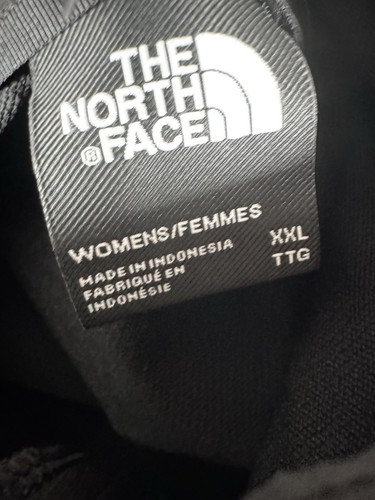 THE
NORTH
®FACE
WOMENS/FEMMES
MADE IN INDONESIA XXL
FABRIQUÉ EN TTG
INDONÉSIE